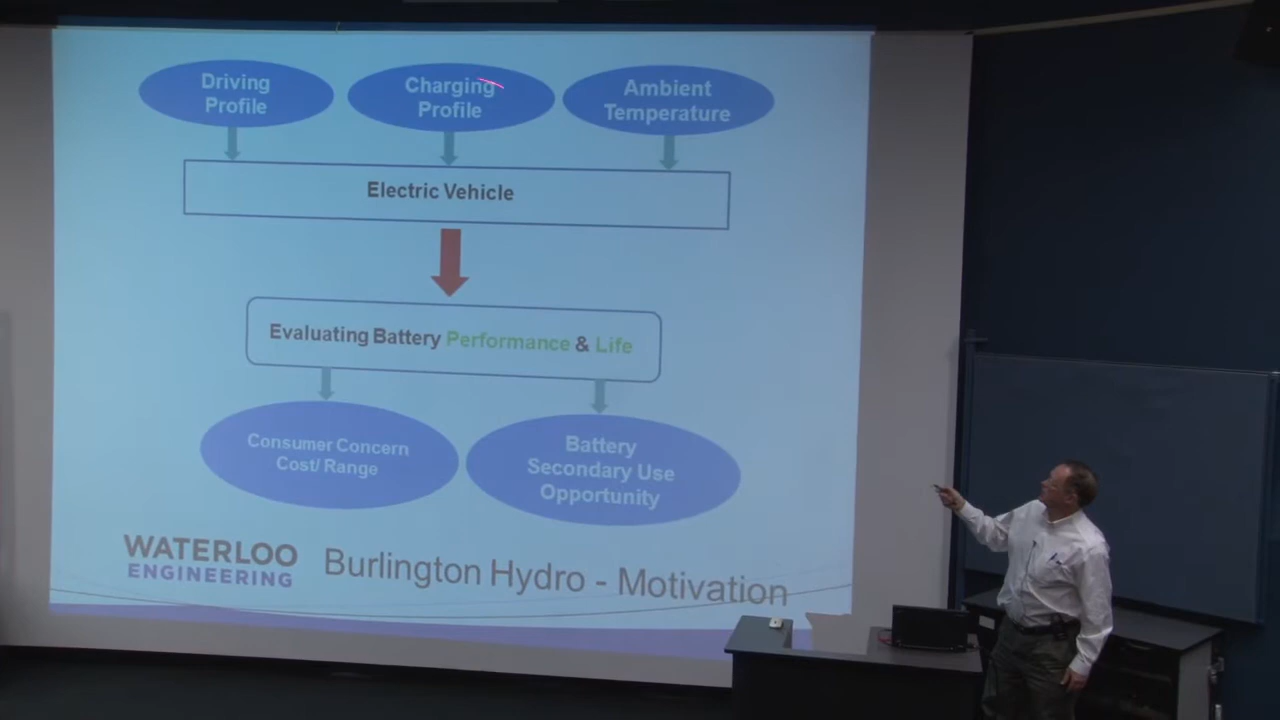 Driving
Profile
Charging
Profile
Ambient
Temperature
Electric Vehicle
Evaluating Battery Performance & Life
Consumer Concern
Cost/ Range
Battery
Secondary Use
Opportunity
WATERLOO
ENGINEERING
Burlington Hydro - Motivation